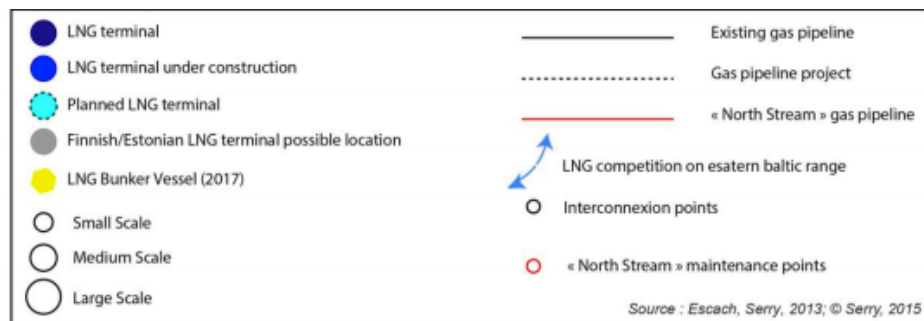 LNG terminal
LNG terminal under construction
Planned LNG terminal
Finnish/Estonian LNG terminal possible location
LNG Bunker Vessel (2017)
Small Scale
Medium Scale
Large Scale
Existing gas pipeline
Gas pipeline project
« North Stream » gas pipeline
LNG competition on esatern baltic range
Interconnexion points
« North Stream » maintenance points
Source : Escach, Serry, 2013; © Serry, 2015